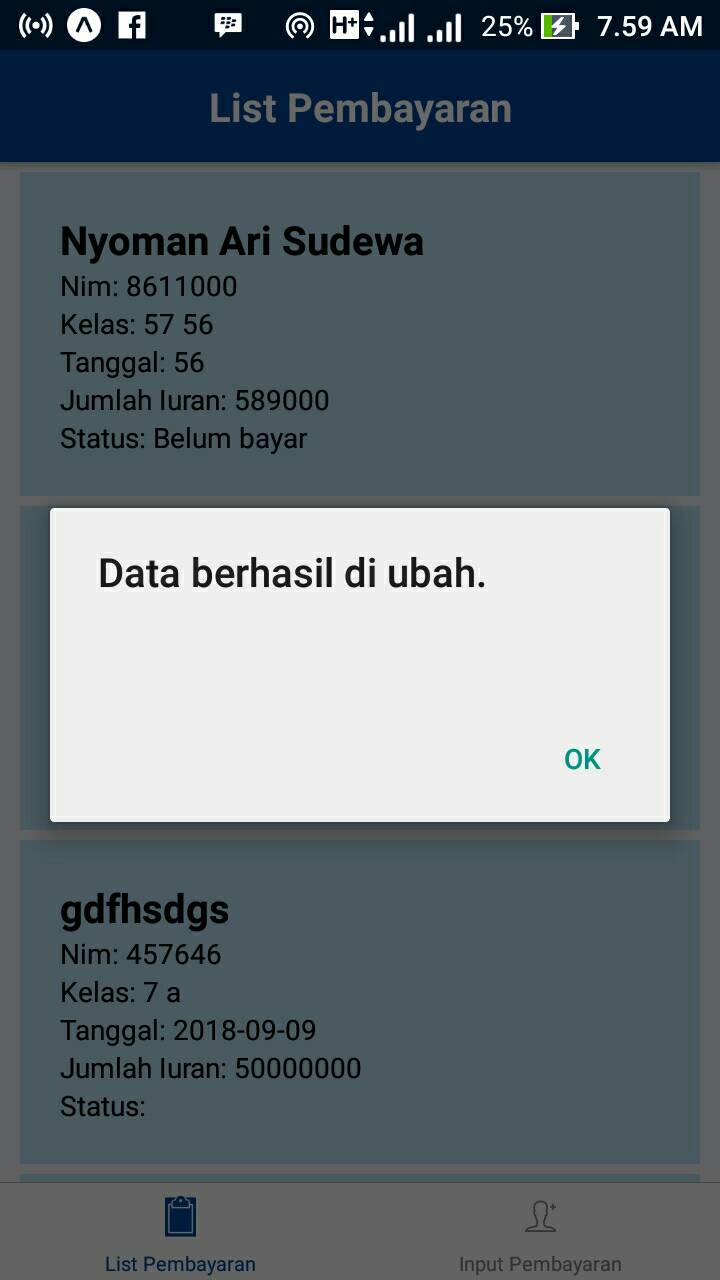 25% 7.59 AM
List Pembayaran
Nyoman Ari Sudewa
Nim: 8611000
Kelas: 57 56
Tanggal: 56
Jumlah Iuran: 589000
Status: Belum bayar
Data berhasil di ubah.
OK
gdfhsdgs
Nim: 457646
Kelas: 7 a
Tanggal: 2018-09-09
Jumlah Iuran: 50000000
Status:
List Pembayaran
Input Pembayaran